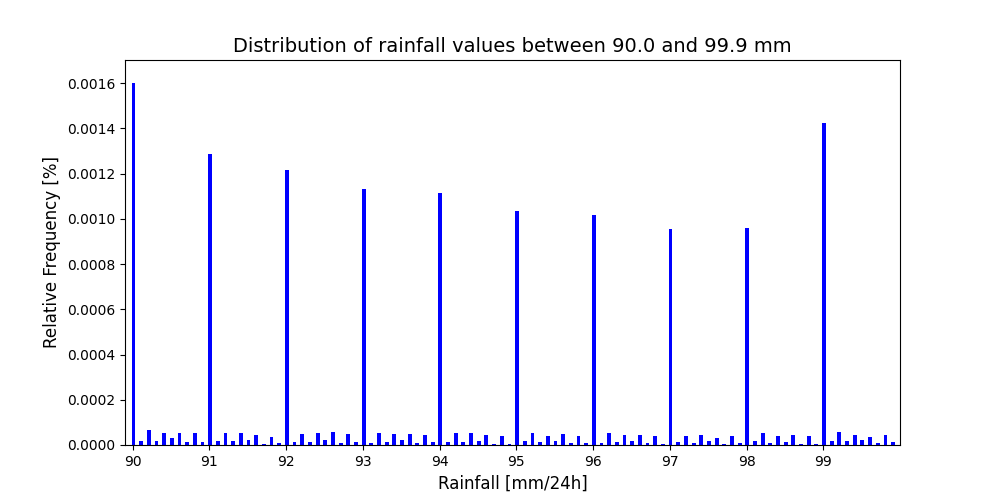 Distribution of rainfall values between 90.0 and 99.9 mm
Relative Frequency [%]
0.0016
0.0014
0.0012
0.0010
0.0008
0.0006
0.0004
0.0002
0.0000
90 91 92 93 94 95 96 97 98 99
Rainfall [mm/24h]